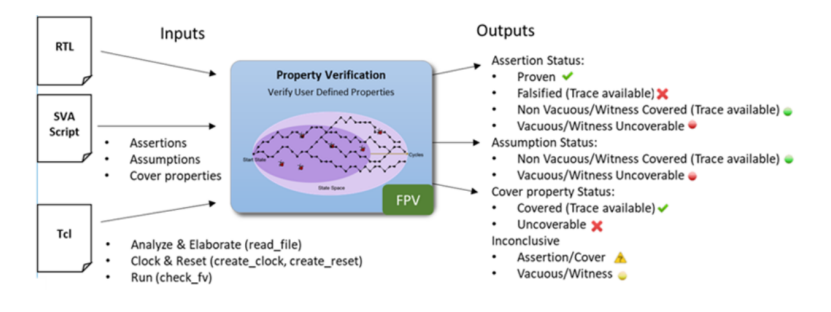 Inputs
Outputs
RTL
SVA
Script
• Assertions
• Assumptions
• Cover properties
Tcl
• Analyze & Elaborate (read_file)
• Clock & Reset (create_clock, create_reset)
• Run (check_fv)
Property Verification
Verify User Defined Properties
Start State
Cycles
State Space
FPV
Assertion Status:
• Proven
• Falsified (Trace available)
• Non Vacuous/Witness Covered (Trace available)
• Vacuous/Witness Uncoverable
Assumption Status:
• Non Vacuous/Witness Covered (Trace available)
• Vacuous/Witness Uncoverable
Cover property Status:
• Covered (Trace available)
• Uncoverable
Inconclusive
• Assertion/Cover
• Vacuous/Witness